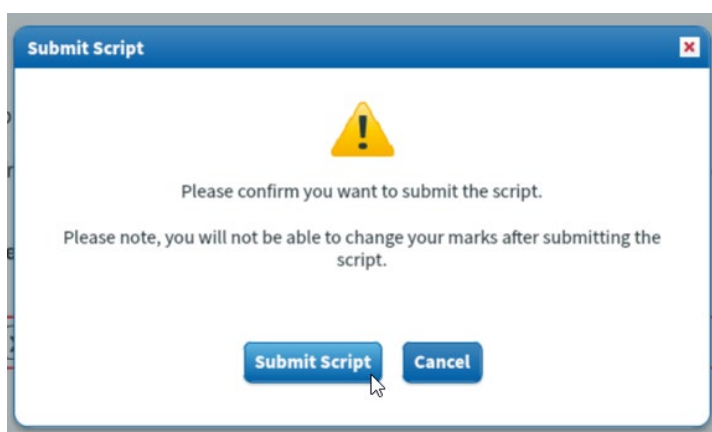 Submit Script
Please confirm you want to submit the script.
Please note, you will not be able to change your marks after submitting the
script.
Submit Script
Cancel